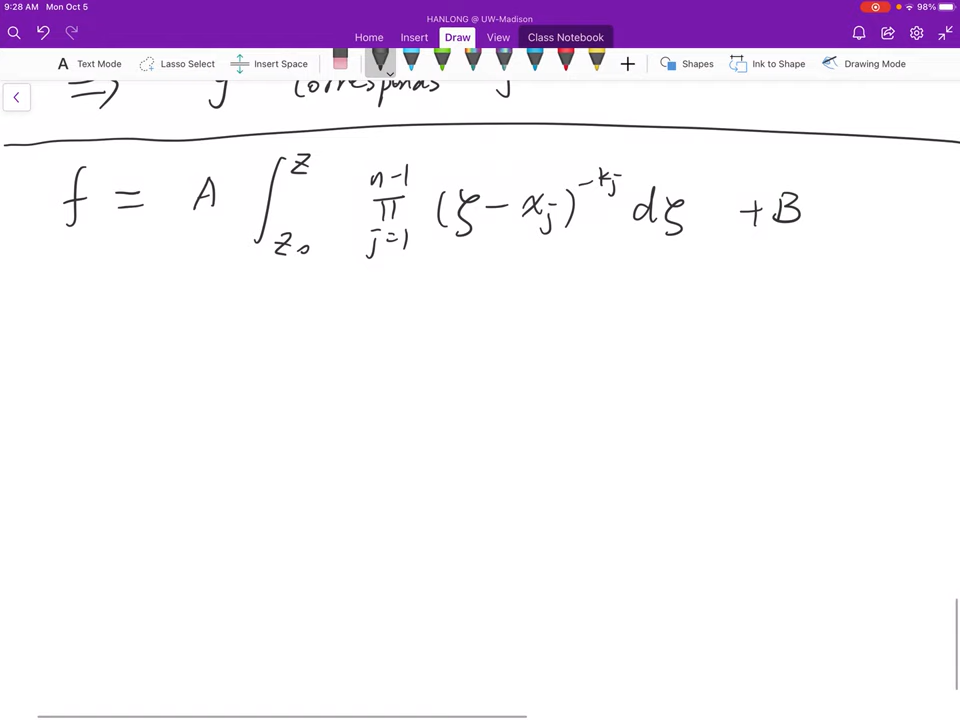 9:28 AM Mon Oct 5
98%
HANLONG @ UW-Madison
Home Insert Draw View Class Notebook
A Text Mode Lasso Select Insert Space Shapes Ink to Shape Drawing Mode
⇒ corresponds
f = A ∫_{z_0}^{z} ∏_{j=1}^{n-1} (ζ - x_j)^{-k_j} dζ + B